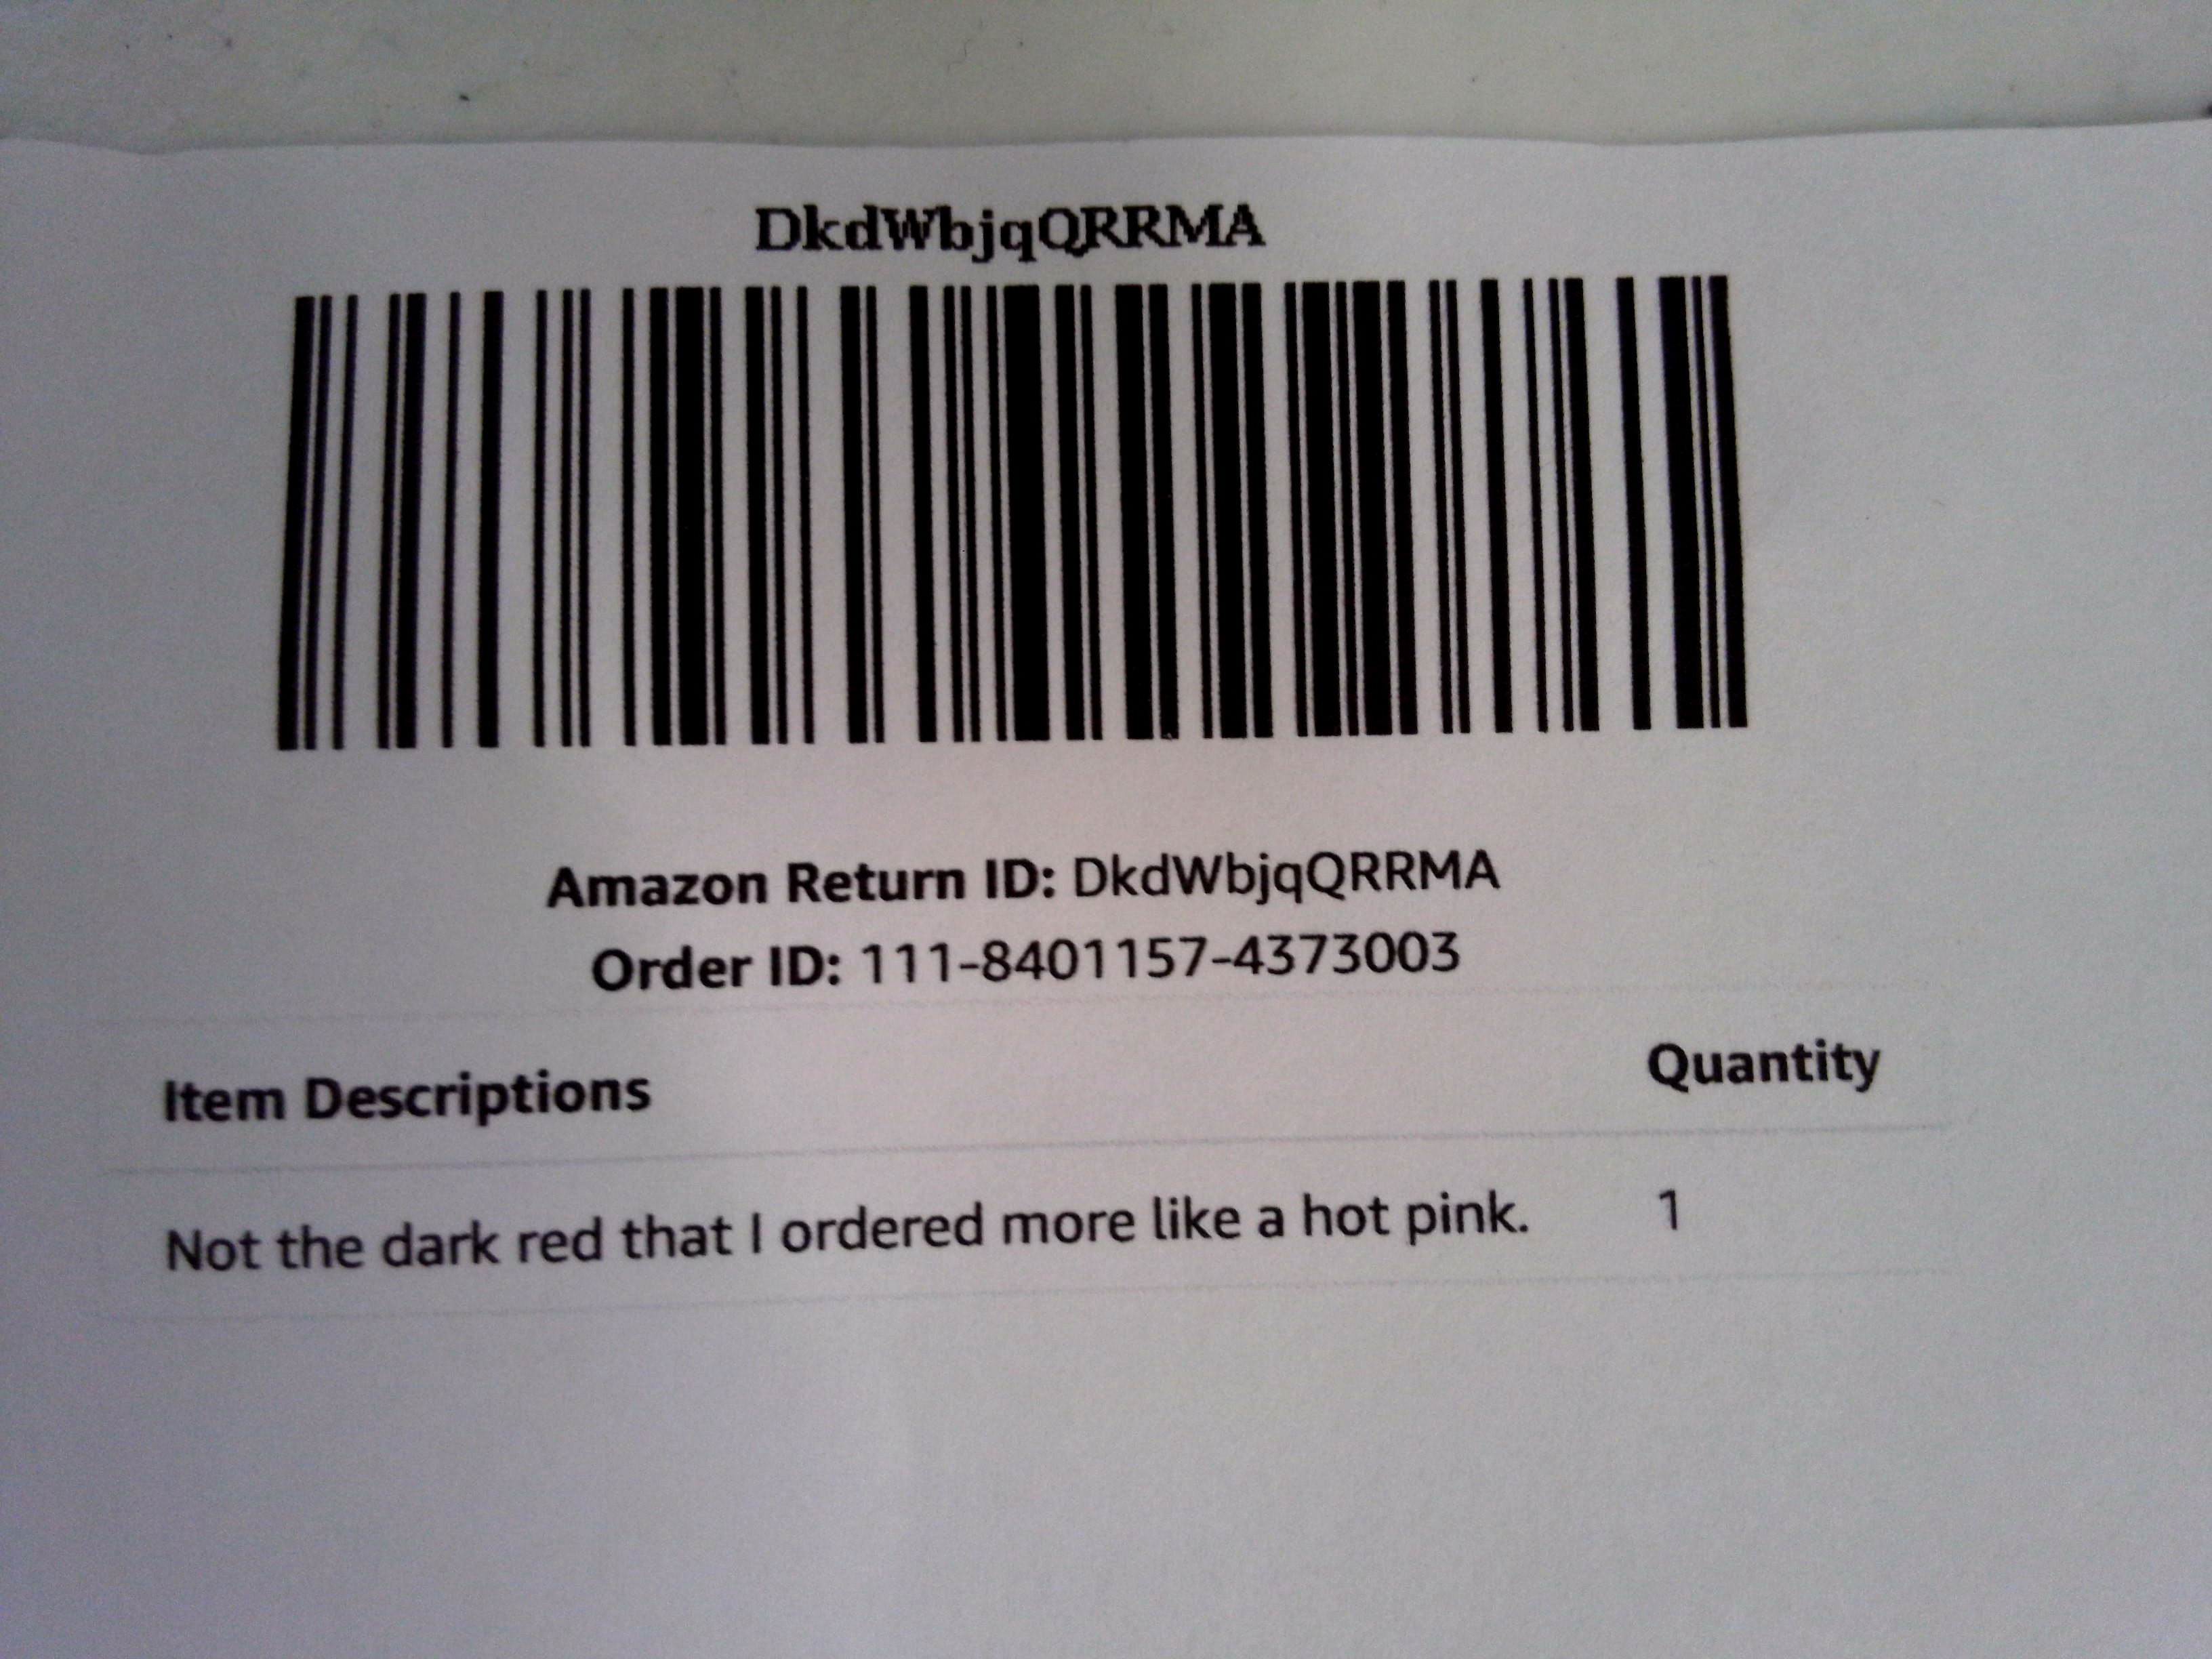 DkdWbjqQRRMA
Amazon Return ID: DkdWbjqQRRMA
Order ID: 111-8401157-4373003
Item Descriptions Quantity
Not the dark red that I ordered more like a hot pink. 1